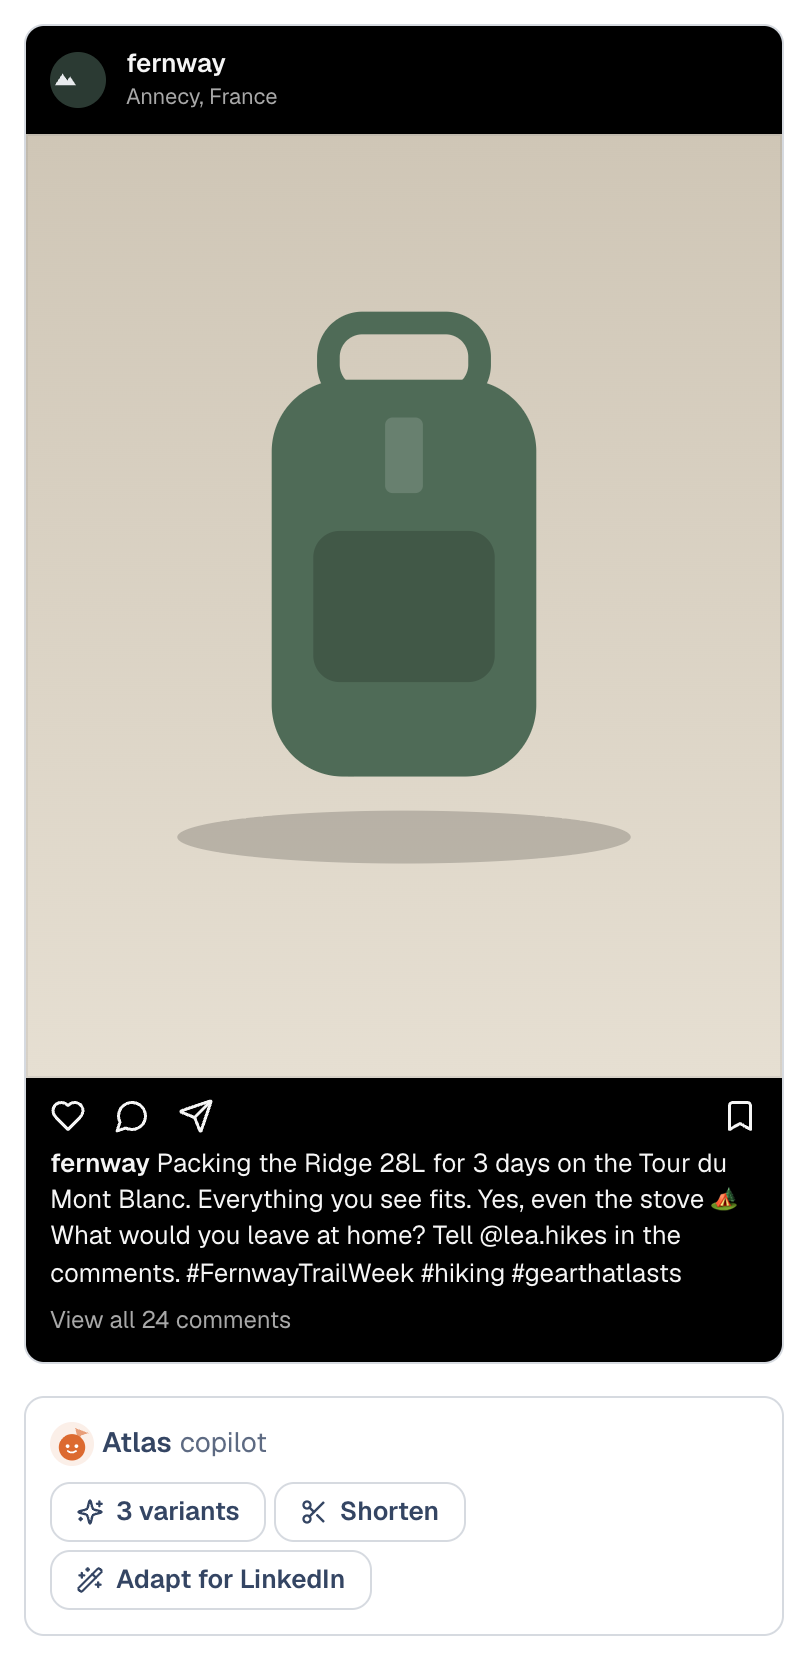 fernway
Annecy, France
fernway Packing the Ridge 28L for 3 days on the Tour du
Mont Blanc. Everything you see fits. Yes, even the stove 🏕️
What would you leave at home? Tell @lea.hikes in the
comments. #FernwayTrailWeek #hiking #gearthatlasts
View all 24 comments
Atlas copilot
3 variants
Shorten
Adapt for LinkedIn